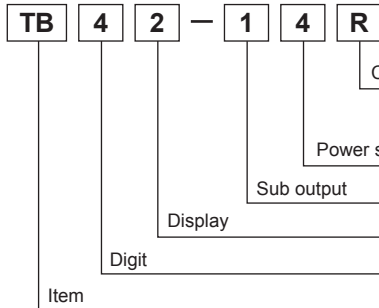 TB 4 2 – 1 4 R
C
Power s
Sub output
Display
Digit
Item